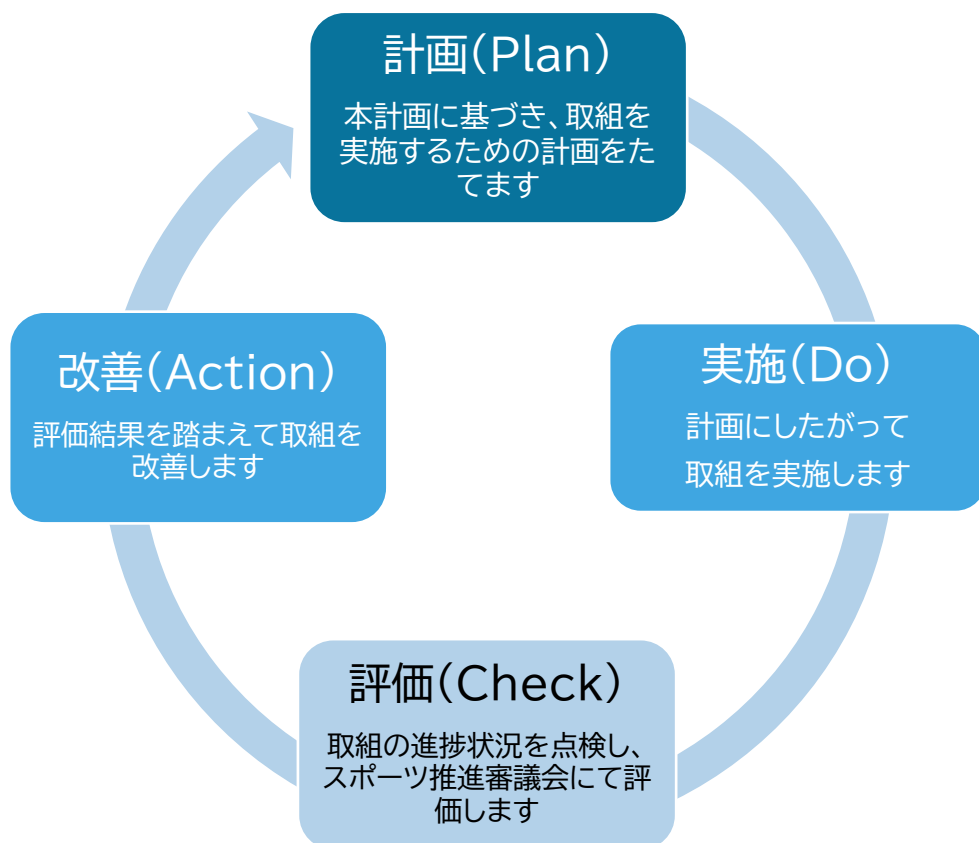 計画(Plan)
本計画に基づき、取組を
実施するための計画をた
てます
実施(Do)
計画にしたがって
取組を実施します
評価(Check)
取組の進捗状況を点検し、
スポーツ推進審議会にて評
価します
改善(Action)
評価結果を踏まえて取組を
改善します